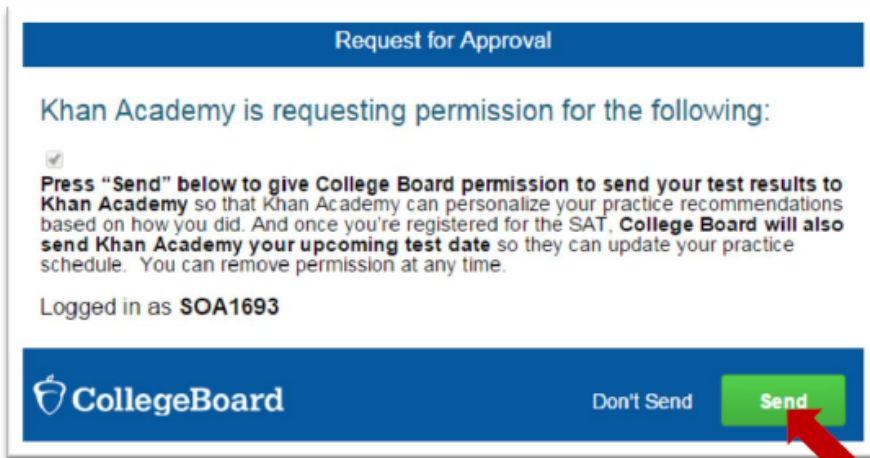 Request for Approval
Khan Academy is requesting permission for the following:
Press “Send” below to give College Board permission to send your test results to
Khan Academy so that Khan Academy can personalize your practice recommendations
based on how you did. And once you're registered for the SAT, College Board will also
send Khan Academy your upcoming test date so they can update your practice
schedule. You can remove permission at any time.
Logged in as SOA1693
CollegeBoard
Don't Send
Send